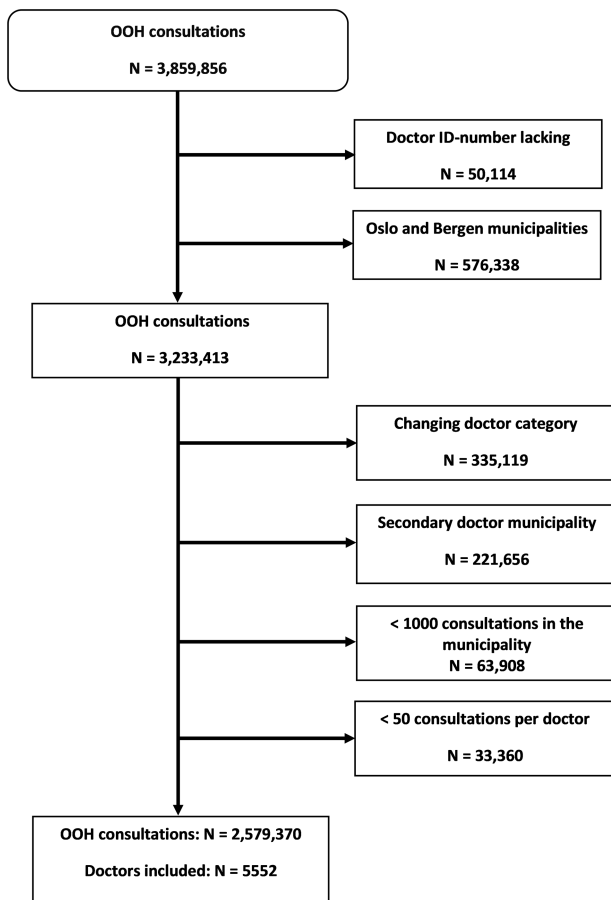 OOH consultations
N = 3,859,856
Doctor ID-number lacking
N = 50,114
Oslo and Bergen municipalities
N = 576,338
OOH consultations
N = 3,233,413
Changing doctor category
N = 335,119
Secondary doctor municipality
N = 221,656
< 1000 consultations in the
municipality
N = 63,908
< 50 consultations per doctor
N = 33,360
OOH consultations: N = 2,579,370
Doctors included: N = 5552